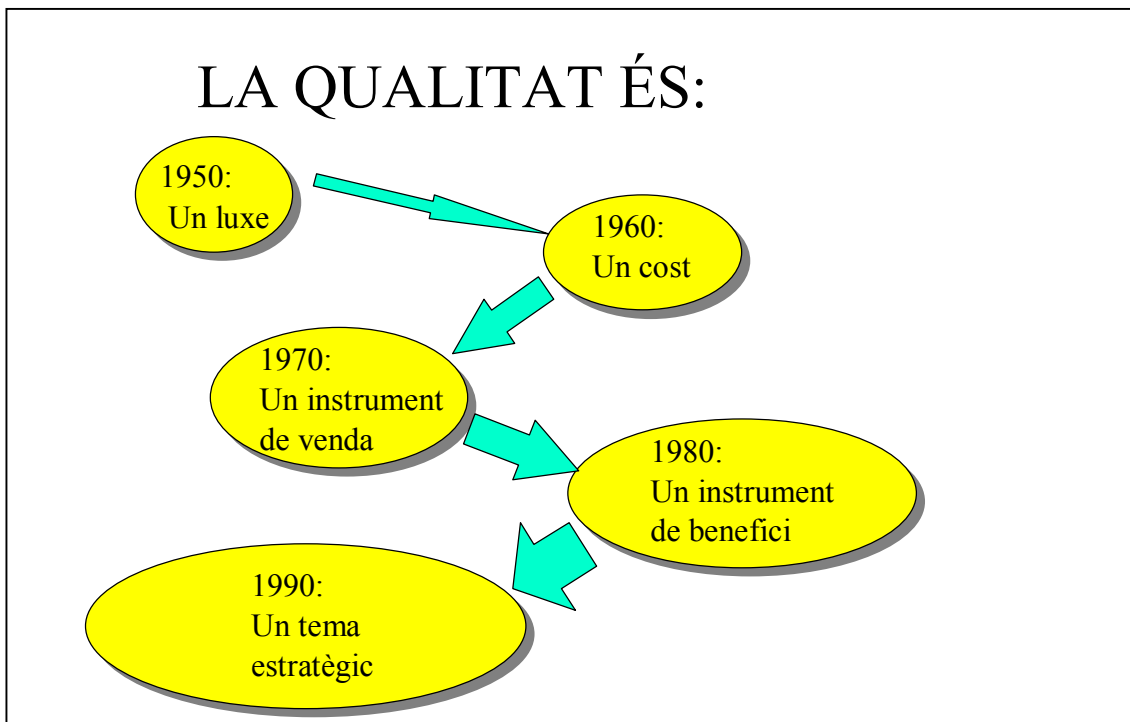 LA QUALITAT ÉS:
1950:
Un luxe
1960:
Un cost
1970:
Un instrument
de venda
1980:
Un instrument
de benefici
1990:
Un tema
estratègic